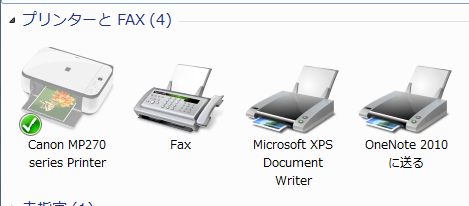 プリンターと FAX (4)
Canon MP270
series Printer
Fax
Microsoft XPS
Document
Writer
OneNote 2010
に送る